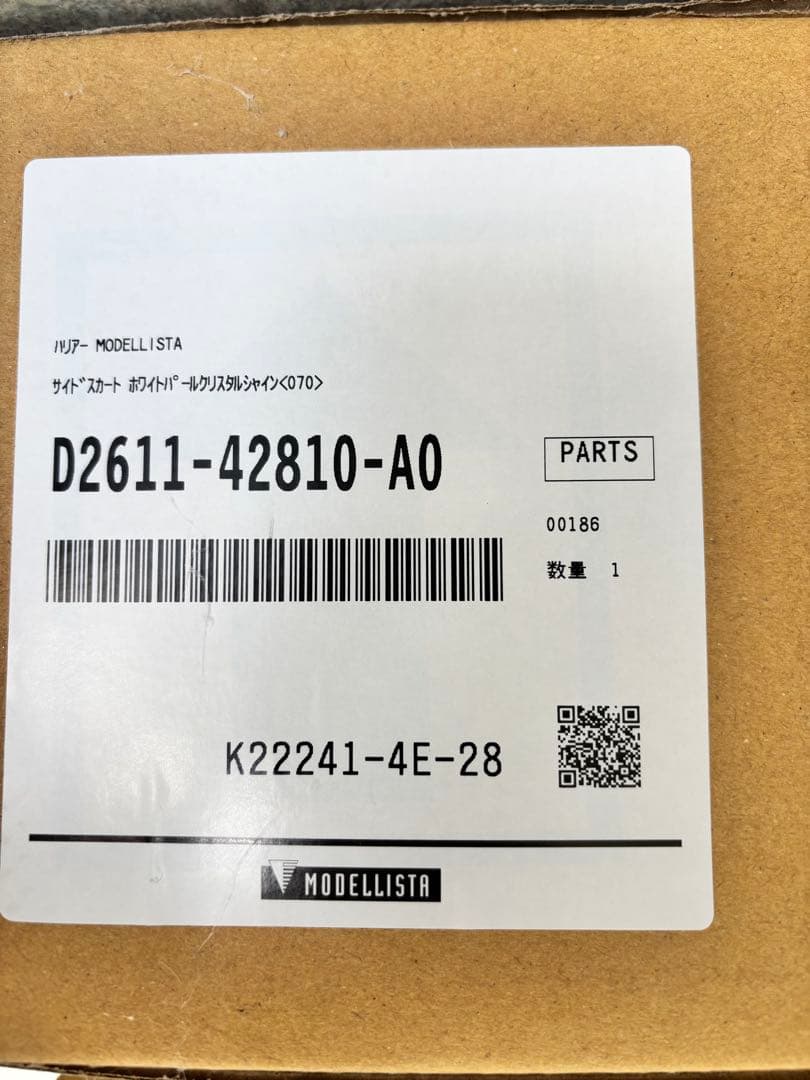 ﾊﾘｱｰ MODELLISTA
ｻｲﾄﾞｽｶｰﾄ ﾎﾜｲﾄﾊﾟｰﾙｸﾘｽﾀﾙｼｬｲﾝ<070>
D2611-42810-A0
PARTS
00186
数量 1
K22241-4E-28
MODELLISTA